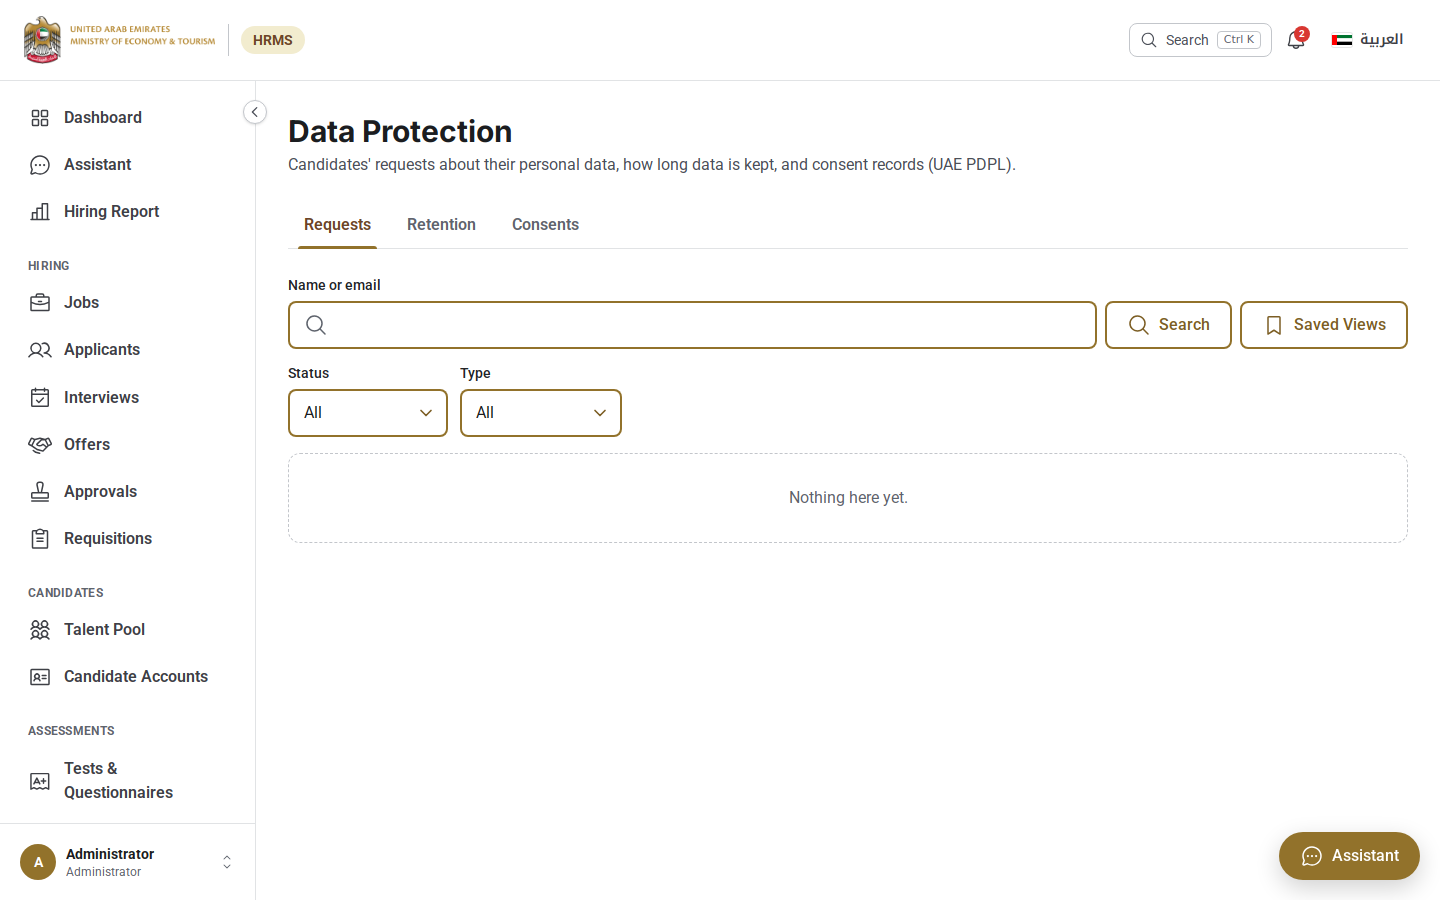 UNITED ARAB EMIRATES
MINISTRY OF ECONOMY & TOURISM
HRMS
Search Ctrl K
2
العربية
Dashboard
Assistant
Hiring Report
HIRING
Jobs
Applicants
Interviews
Offers
Approvals
Requisitions
CANDIDATES
Talent Pool
Candidate Accounts
ASSESSMENTS
Tests &
Questionnaires
A
Administrator
Administrator
Data Protection
Candidates' requests about their personal data, how long data is kept, and consent records (UAE PDPL).
Requests Retention Consents
Name or email
Search Saved Views
Status Type
All All
Nothing here yet.
Assistant